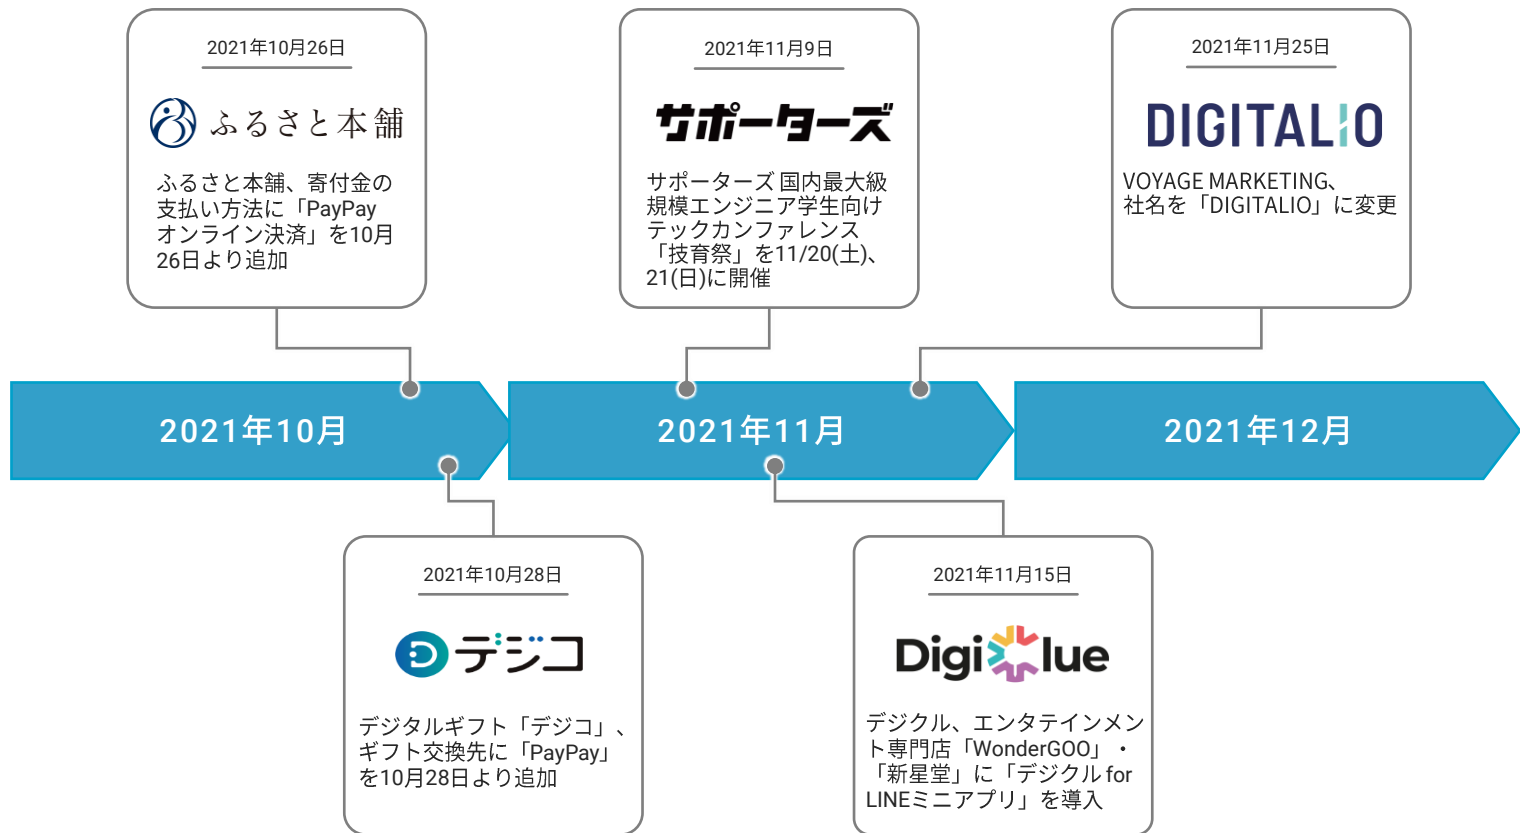 2021年10月26日
ふるさと本舗
ふるさと本舗、寄付金の
支払い方法に「PayPay
オンライン決済」を10月
26日より追加
2021年11月9日
サポーターズ
サポーターズ 国内最大級
規模エンジニア学生向け
テックカンファレンス
「技育祭」を11/20(土)、
21(日)に開催
2021年11月25日
DIGITALIO
VOYAGE MARKETING、
社名を「DIGITALIO」に変更
2021年10月
2021年11月
2021年12月
2021年10月28日
デジコ
デジタルギフト「デジコ」、
ギフト交換先に「PayPay」
を10月28日より追加
2021年11月15日
DigiClue
デジクル、エンタテインメン
ト専門店「WonderGOO」・
「新星堂」に「デジクル for
LINEミニアプリ」を導入